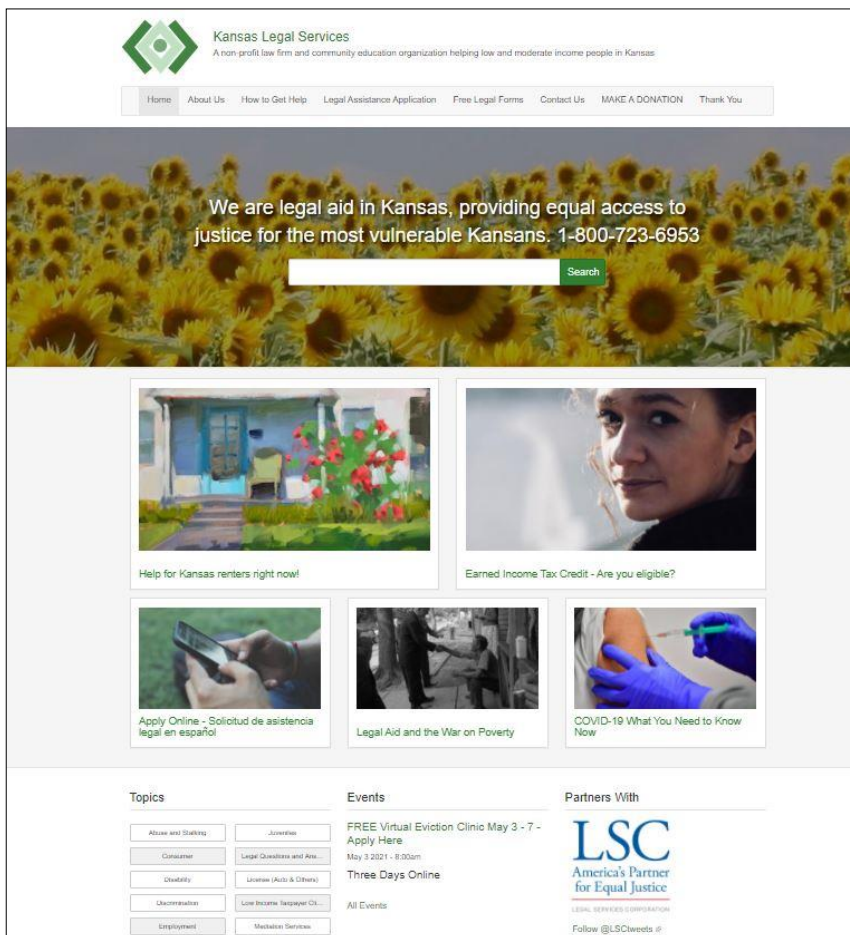 Kansas Legal Services
A non-profit law firm and community education organization helping low and moderate income people in Kansas
Home About Us How to Get Help Legal Assistance Application Free Legal Forms Contact Us MAKE A DONATION Thank You
We are legal aid in Kansas, providing equal access to
justice for the most vulnerable Kansans. 1-800-723-6953
Search
Help for Kansas renters right now!
Earned Income Tax Credit - Are you eligible?
Apply Online - Solicitud de asistencia
legal en español
Legal Aid and the War on Poverty
COVID-19 What You Need to Know
Now
Topics
Abuse and Stalking
Juveniles
Consumer
Legal Questions and Ans...
Disability
License (Auto & Others)
Discrimination
Low Income Taxpayer Cli...
Employment
Mediation Services
Events
FREE Virtual Eviction Clinic May 3 - 7 -
Apply Here
May 3 2021 - 8:00am
Three Days Online
All Events
Partners With
LSC
America's Partner
for Equal Justice
LEGAL SERVICES CORPORATION
Follow @LSCtweets